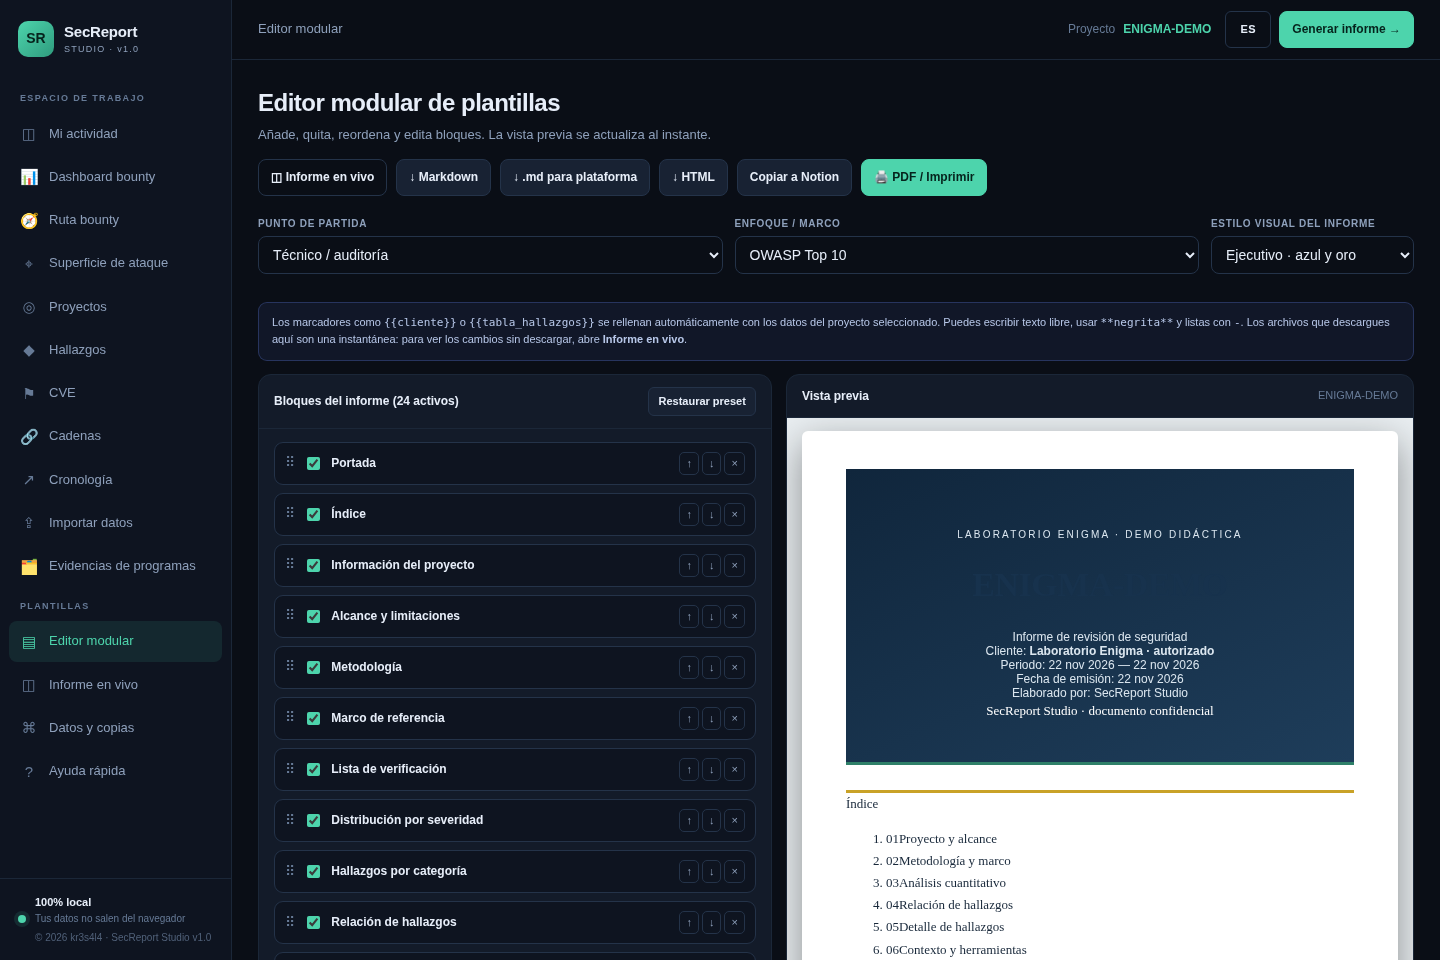 SR
SecReport
STUDIO · v1.0
ESPACIO DE TRABAJO
Mi actividad
Dashboard bounty
Ruta bounty
Superficie de ataque
Proyectos
Hallazgos
CVE
Cadenas
Cronología
Importar datos
Evidencias de programas
PLANTILLAS
Editor modular
Informe en vivo
Datos y copias
? Ayuda rápida
100% local
Tus datos no salen del navegador
© 2026 kr3s4l4 · SecReport Studio v1.0
Editor modular
Proyecto ENIGMA-DEMO
ES
Generar informe →
Editor modular de plantillas
Añade, quita, reordena y edita bloques. La vista previa se actualiza al instante.
Informe en vivo
↓ Markdown
↓ .md para plataforma
↓ HTML
Copiar a Notion
PDF / Imprimir
PUNTO DE PARTIDA
Técnico / auditoría
ENFOQUE / MARCO
OWASP Top 10
ESTILO VISUAL DEL INFORME
Ejecutivo · azul y oro
Los marcadores como {{cliente}} o {{tabla_hallazgos}} se rellenan automáticamente con los datos del proyecto seleccionado. Puedes escribir texto libre, usar **negrita** y listas con -. Los archivos que descargues
aquí son una instantánea: para ver los cambios sin descargar, abre Informe en vivo.
Bloques del informe (24 activos)
Restaurar preset
Portada
Índice
Información del proyecto
Alcance y limitaciones
Metodología
Marco de referencia
Lista de verificación
Distribución por severidad
Hallazgos por categoría
Relación de hallazgos
Vista previa
ENIGMA-DEMO
LABORATORIO ENIGMA · DEMO DIDÁCTICA
Informe de revisión de seguridad
Cliente: Laboratorio Enigma · autorizado
Periodo: 22 nov 2026 — 22 nov 2026
Fecha de emisión: 22 nov 2026
Elaborado por: SecReport Studio
SecReport Studio · documento confidencial
Índice
1. 01Proyecto y alcance
2. 02Metodología y marco
3. 03Análisis cuantitativo
4. 04Relación de hallazgos
5. 05Detalle de hallazgos
6. 06Contexto y herramientas